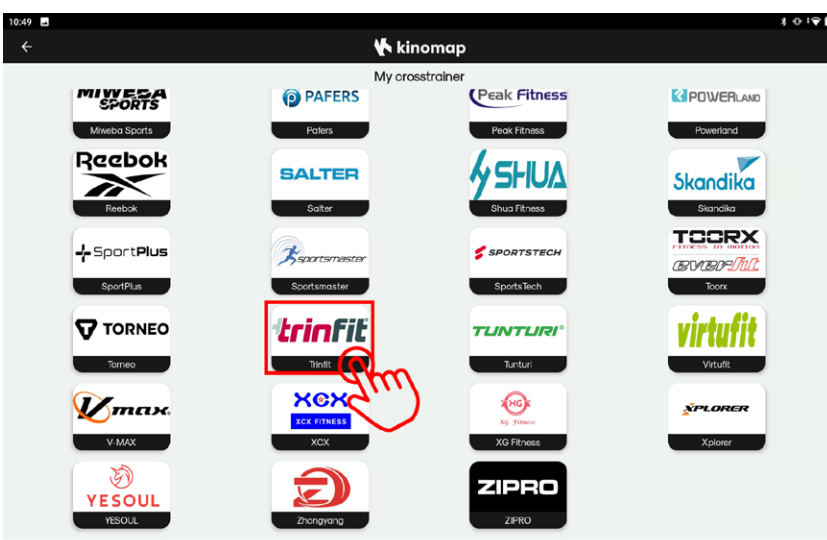 10:49
kinomap
My crosstrainer
MIWEBA SPORTS
PAFERS
Peak Fitness
POWERLAND
Miweba Sports
Pafers
Peak Fitness
Powerland
Reebok
SALTER
SHUA
Skandika
Reebok
Salter
Shua Fitness
Skandika
SportPlus
sportsmaster
SPORTSTECH
TOORX
FITNESS IN MOTION
everfit
SportPlus
Sportsmaster
SportsTech
Toorx
TORNEO
trinfit
TUNTURI®
virtufit
Torneo
Trinfit
Tunturi
Virtufit
Vmax
XCX
XCX FITNESS
XG
XG Fitness
XPLORER
V-MAX
XCX
XG Fitness
Xplorer
YESOUL
ZIPRO
YESOUL
Zhongyang
ZIPRO